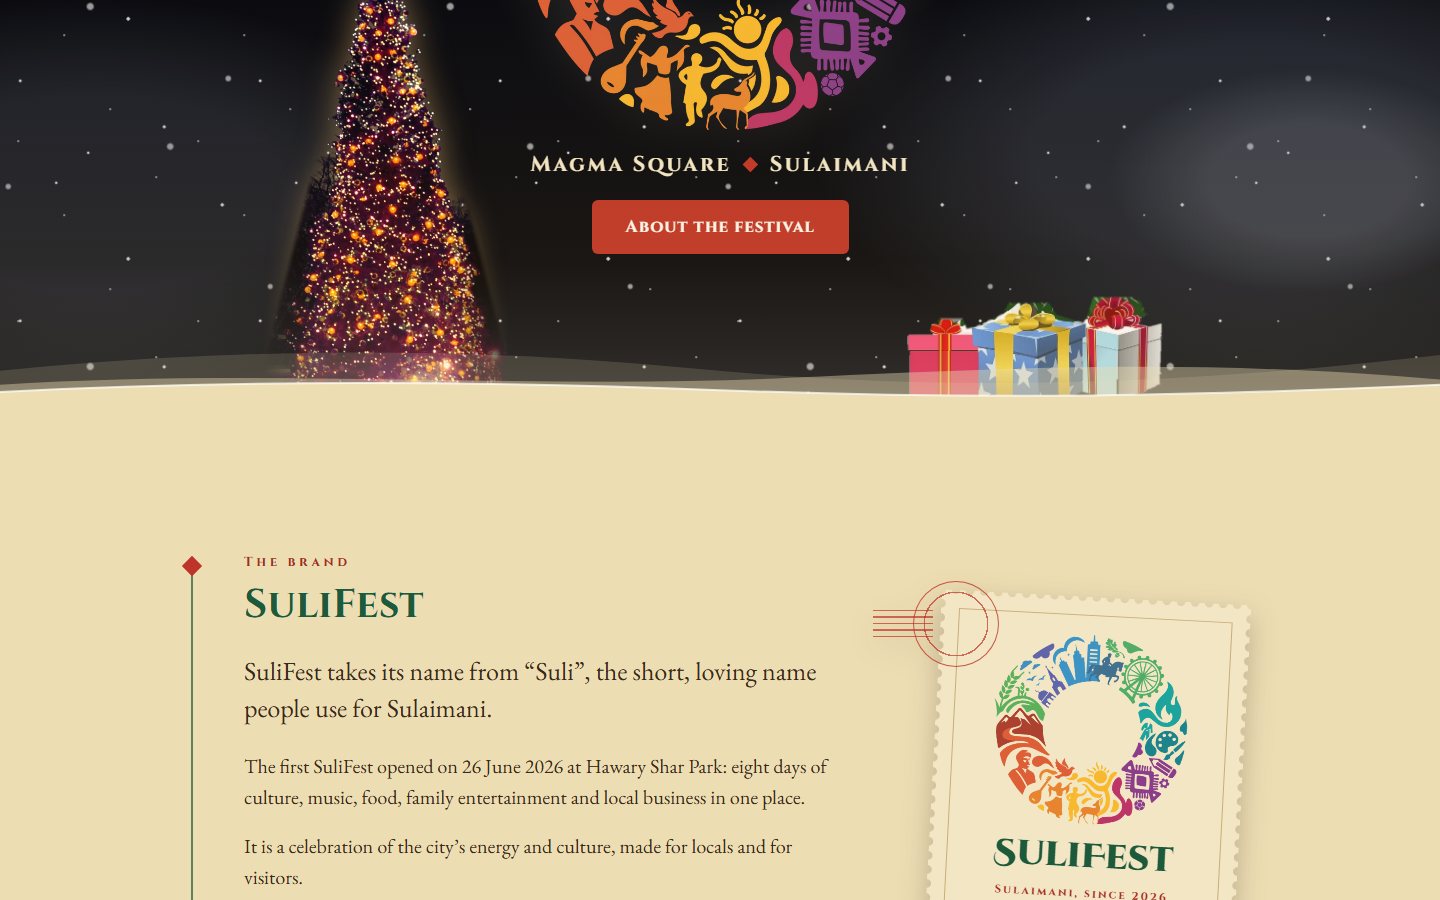 Magma Square ◆ Sulaimani
About the festival
The brand
SuliFest
SuliFest takes its name from “Suli”, the short, loving name
people use for Sulaimani.
The first SuliFest opened on 26 June 2026 at Hawary Shar Park: eight days of
culture, music, food, family entertainment and local business in one place.
It is a celebration of the city’s energy and culture, made for locals and for
visitors.
SuliFest
Sulaimani, since 2026